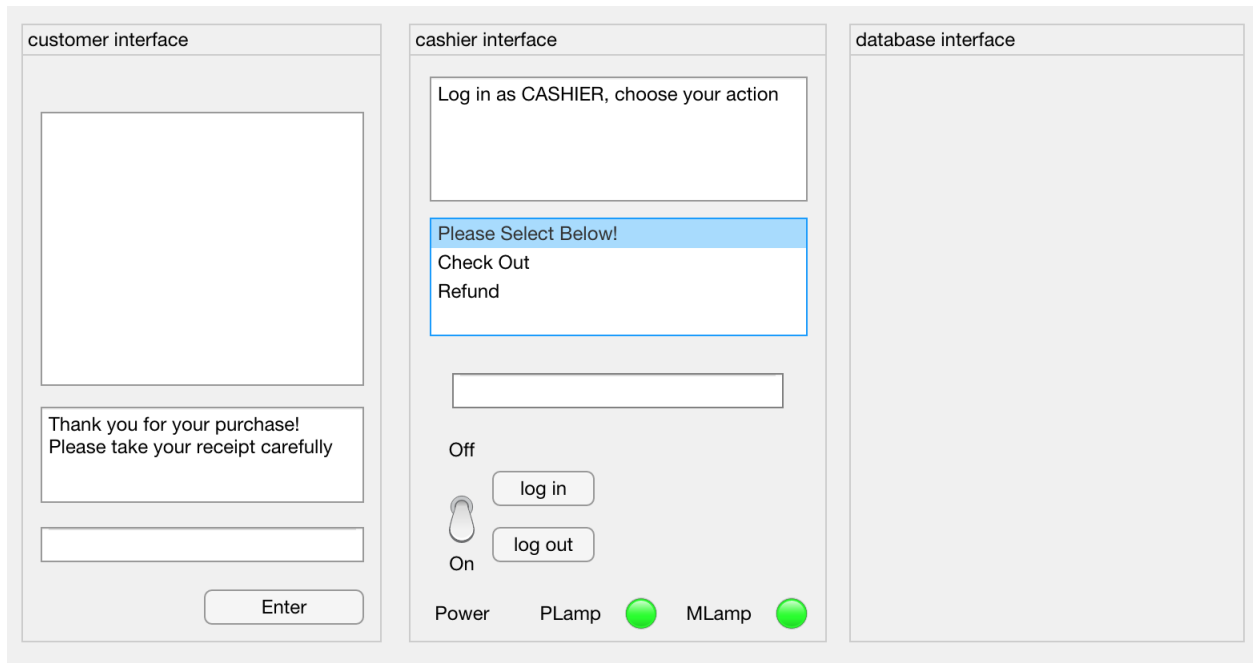 customer interface
Thank you for your purchase!
Please take your receipt carefully
Enter
cashier interface
Log in as CASHIER, choose your action
Please Select Below!
Check Out
Refund
Off
log in
log out
On
Power
PLamp
MLamp
database interface